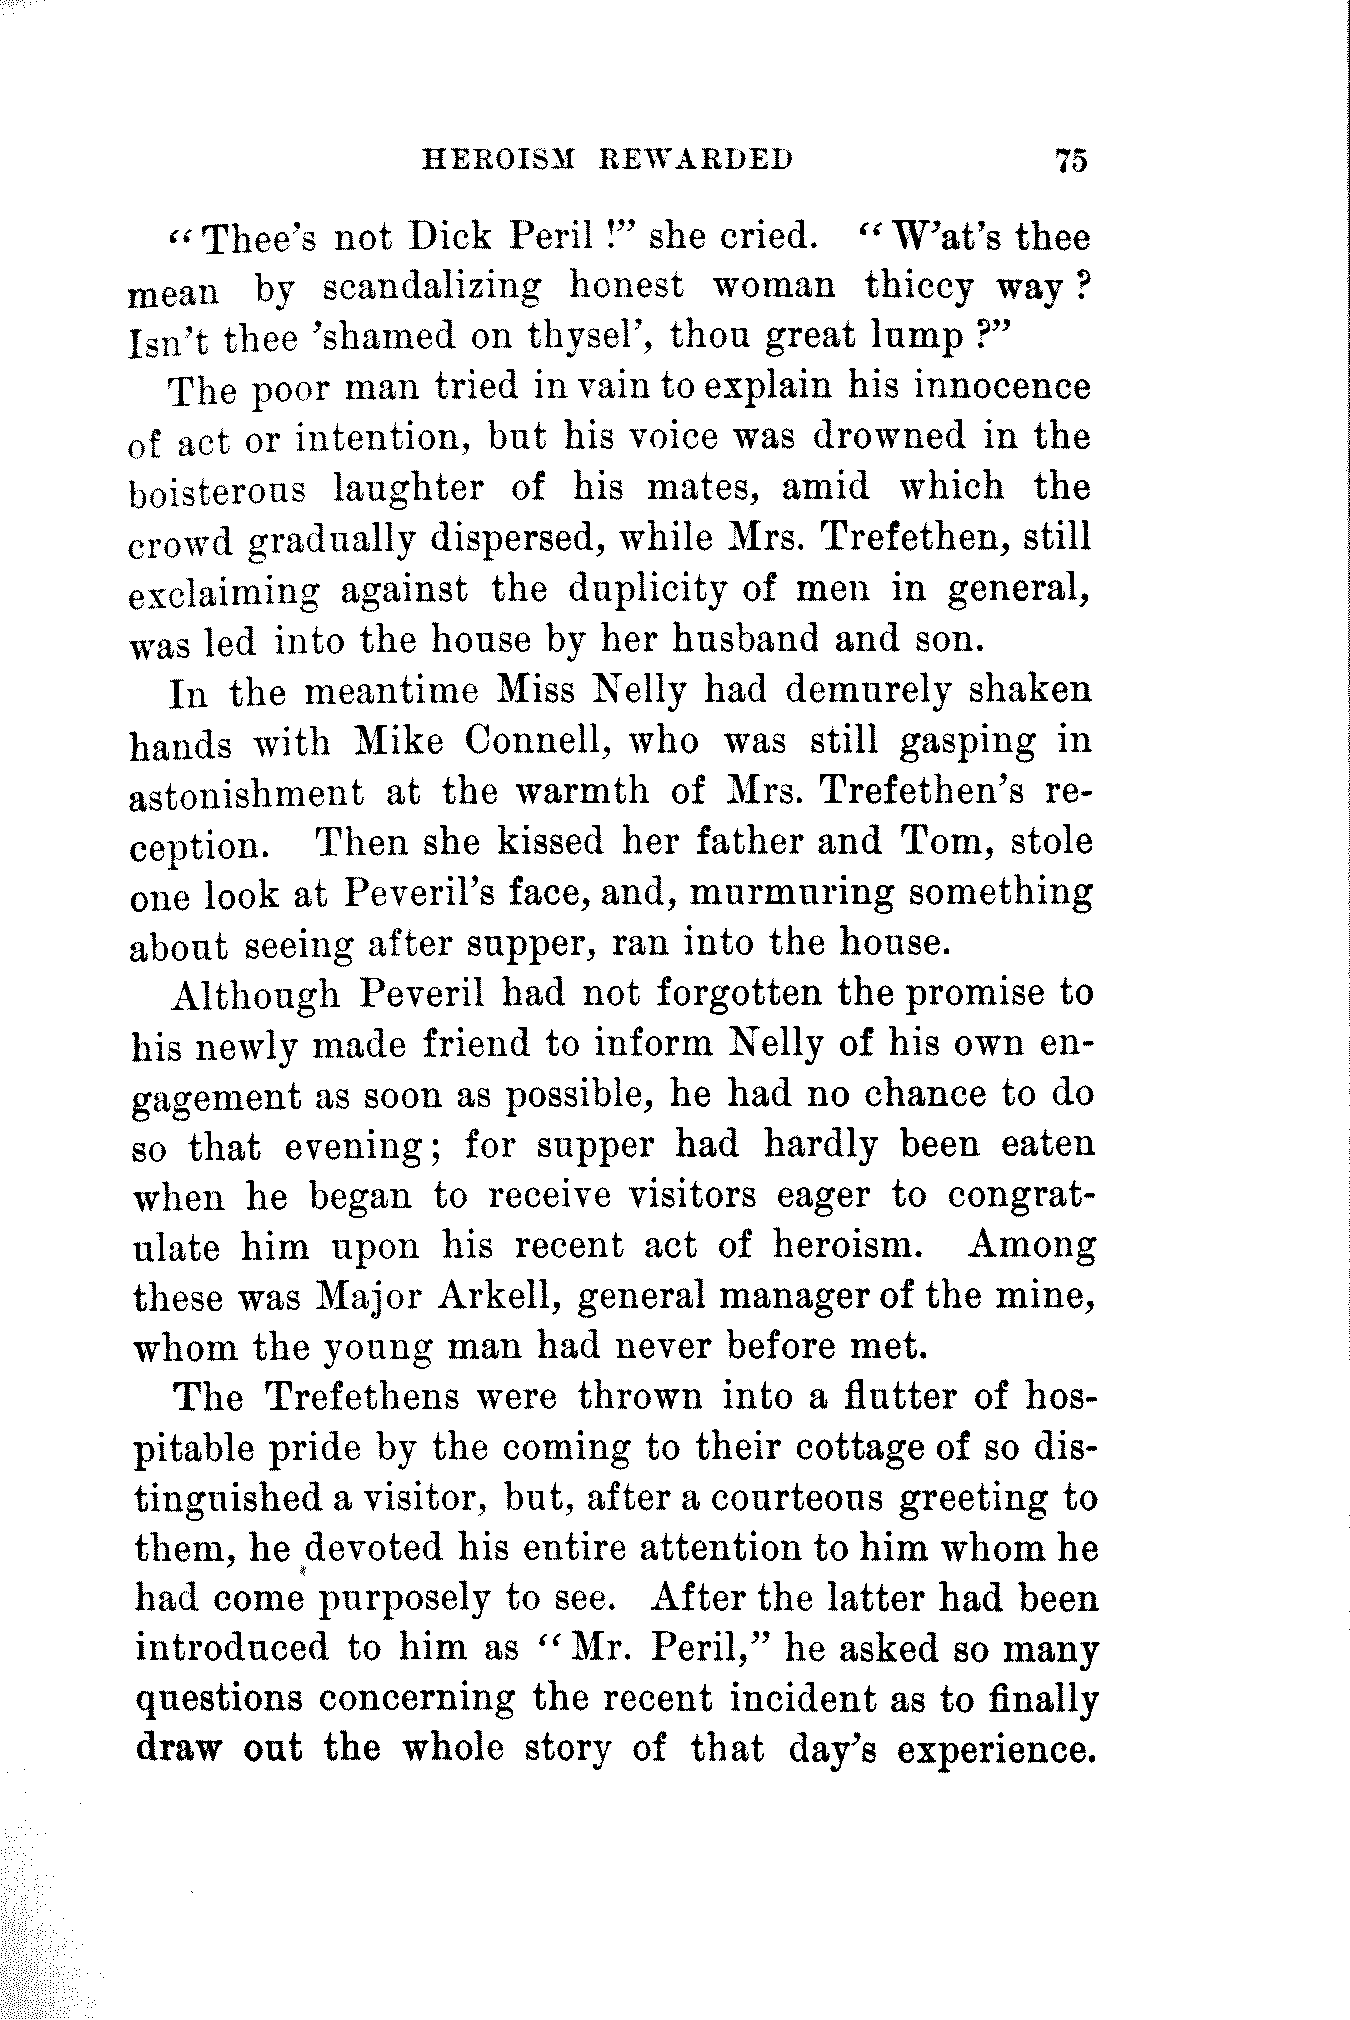 HEROISM REWARDED 75
"Thee's not Dick Peril!" she cried. "W'at's thee
mean by scandalizing honest woman thiccy way?
Isn't thee 'shamed on thysel', thou great lump?"
The poor man tried in vain to explain his innocence
of act or intention, but his voice was drowned in the
boisterous laughter of his mates, amid which the
crowd gradually dispersed, while Mrs. Trefethen, still
exclaiming against the duplicity of men in general,
was led into the house by her husband and son.
In the meantime Miss Nelly had demurely shaken
hands with Mike Connell, who was still gasping in
astonishment at the warmth of Mrs. Trefethen's re-
ception. Then she kissed her father and Tom, stole
one look at Peveril's face, and, murmuring something
about seeing after supper, ran into the house.
Although Peveril had not forgotten the promise to
his newly made friend to inform Nelly of his own en-
gagement as soon as possible, he had no chance to do
so that evening; for supper had hardly been eaten
when he began to receive visitors eager to congrat-
ulate him upon his recent act of heroism. Among
these was Major Arkell, general manager of the mine,
whom the young man had never before met.
The Trefethens were thrown into a flutter of hos-
pitable pride by the coming to their cottage of so dis-
tinguished a visitor, but, after a courteous greeting to
them, he devoted his entire attention to him whom he
had come purposely to see. After the latter had been
introduced to him as "Mr. Peril," he asked so many
questions concerning the recent incident as to finally
draw out the whole story of that day's experience.